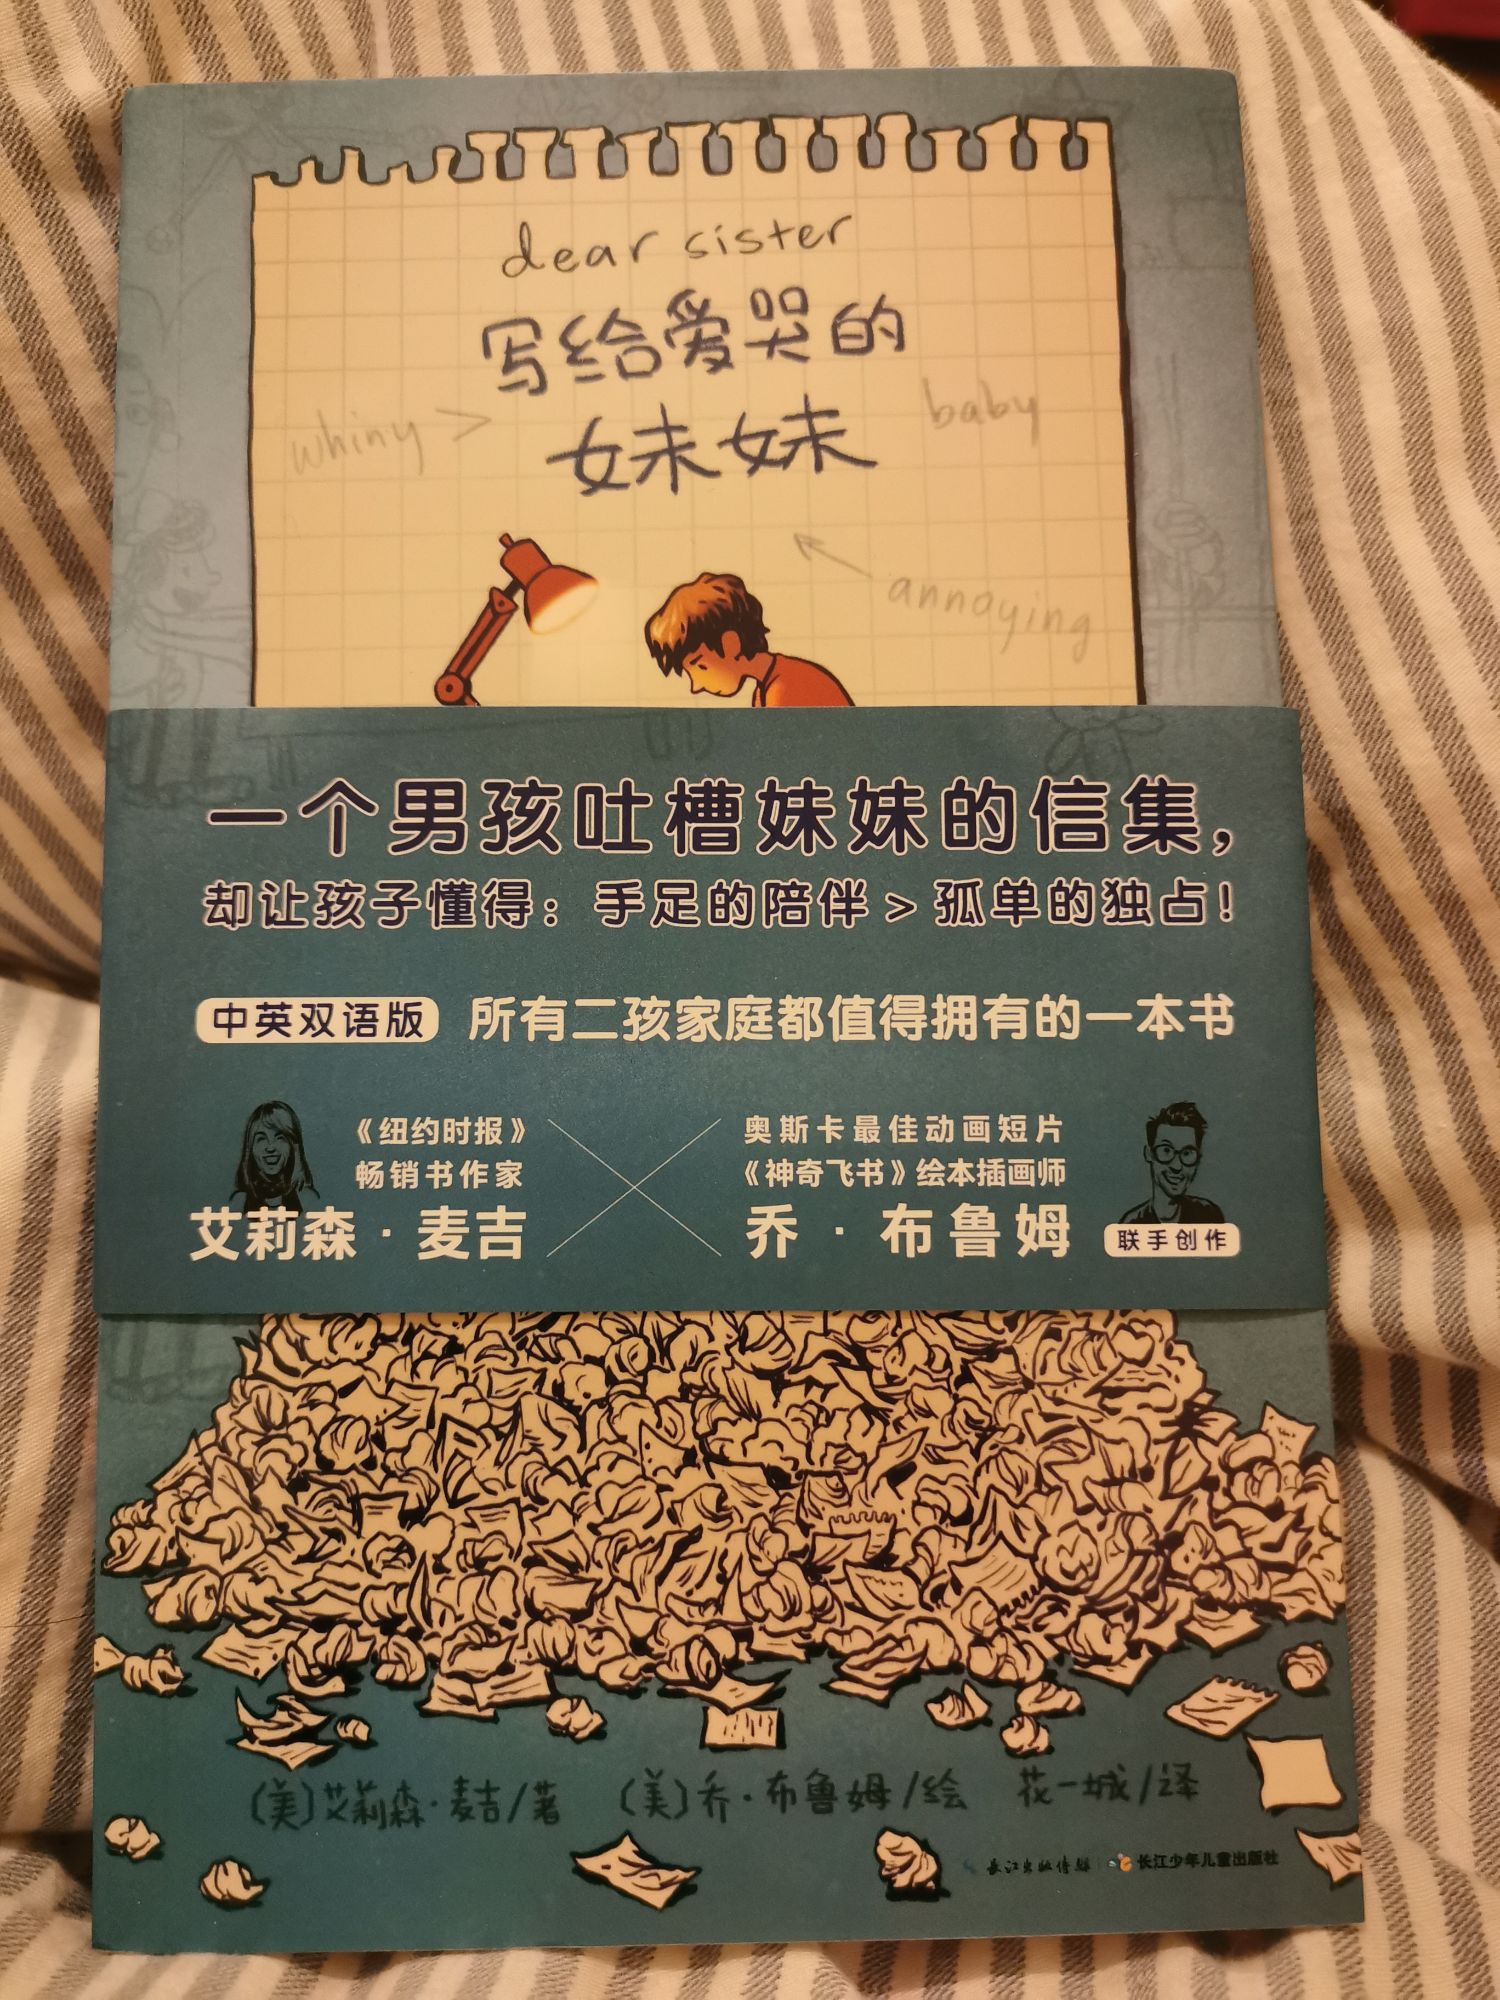 dear sister
写给爱哭的
whiny >
baby
妹妹
annoying
一个男孩吐槽妹妹的信集，
却让孩子懂得：手足的陪伴>孤单的独占！
中英双语版 所有二孩家庭都值得拥有的一本书
《纽约时报》
畅销书作家
艾莉森·麦吉
奥斯卡最佳动画短片
《神奇飞书》绘本插画师
乔·布鲁姆
联手创作
(美)艾莉森·麦吉/著 (美)乔·布鲁姆/绘 花一城/译
长江出版传媒 长江少年儿童出版社